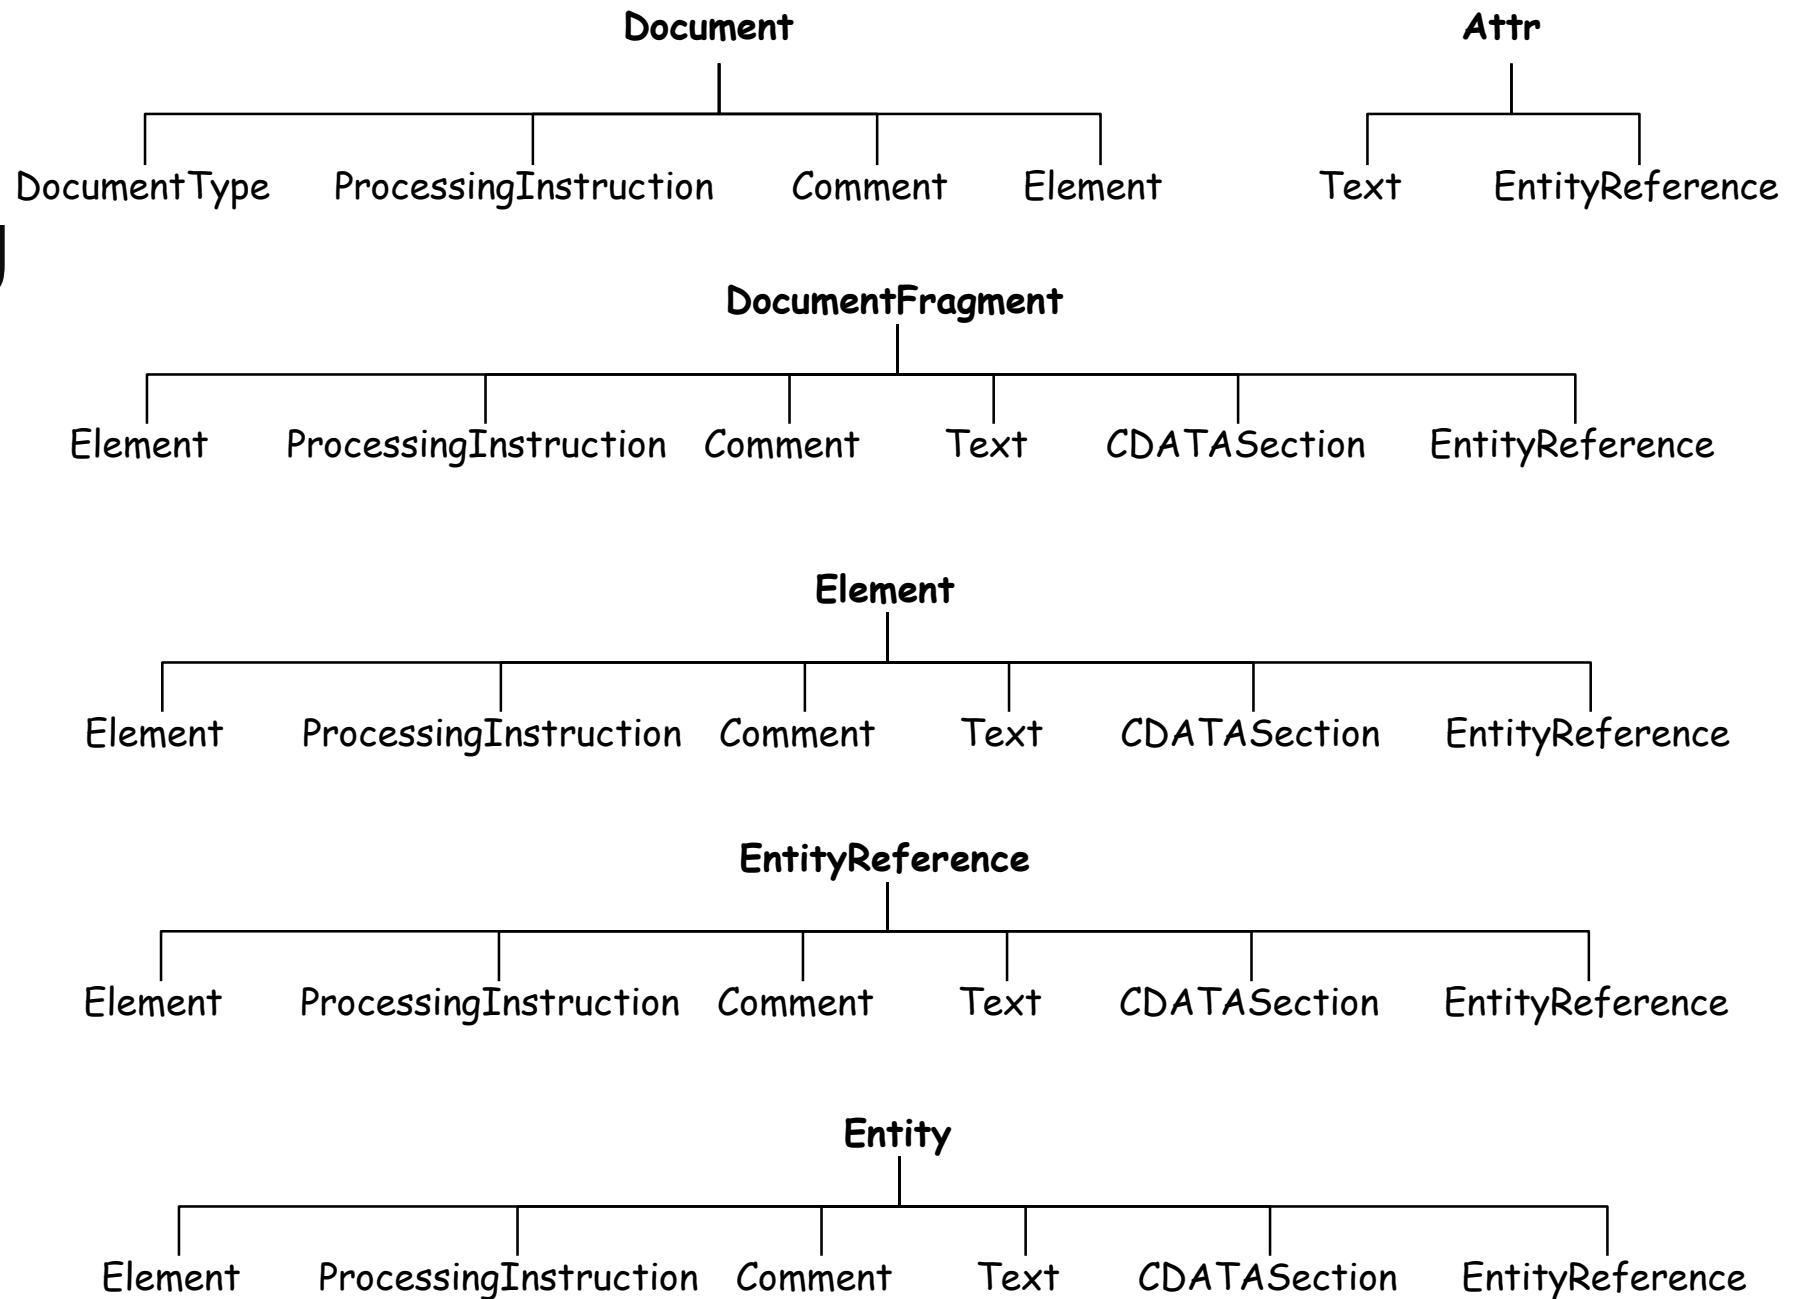 Document Attr
DocumentType ProcessingInstruction Comment Element Text EntityReference
DocumentFragment
Element ProcessingInstruction Comment Text CDATASection EntityReference
Element
Element ProcessingInstruction Comment Text CDATASection EntityReference
EntityReference
Element ProcessingInstruction Comment Text CDATASection EntityReference
Entity
Element ProcessingInstruction Comment Text CDATASection EntityReference